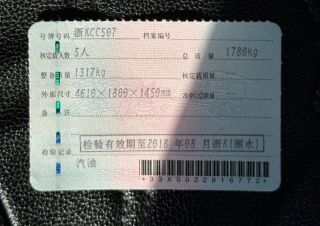 号牌号码 浙KCC507 档案编号
核定载人数 5人 总质量 1780kg
整备质量 1317kg 核定载质量
外廓尺寸 4610×1800×1450mm 准牵引总质量
备注
检验有效期至2018年08月浙K(丽水)
检验记录
汽油
*33X0022916772*